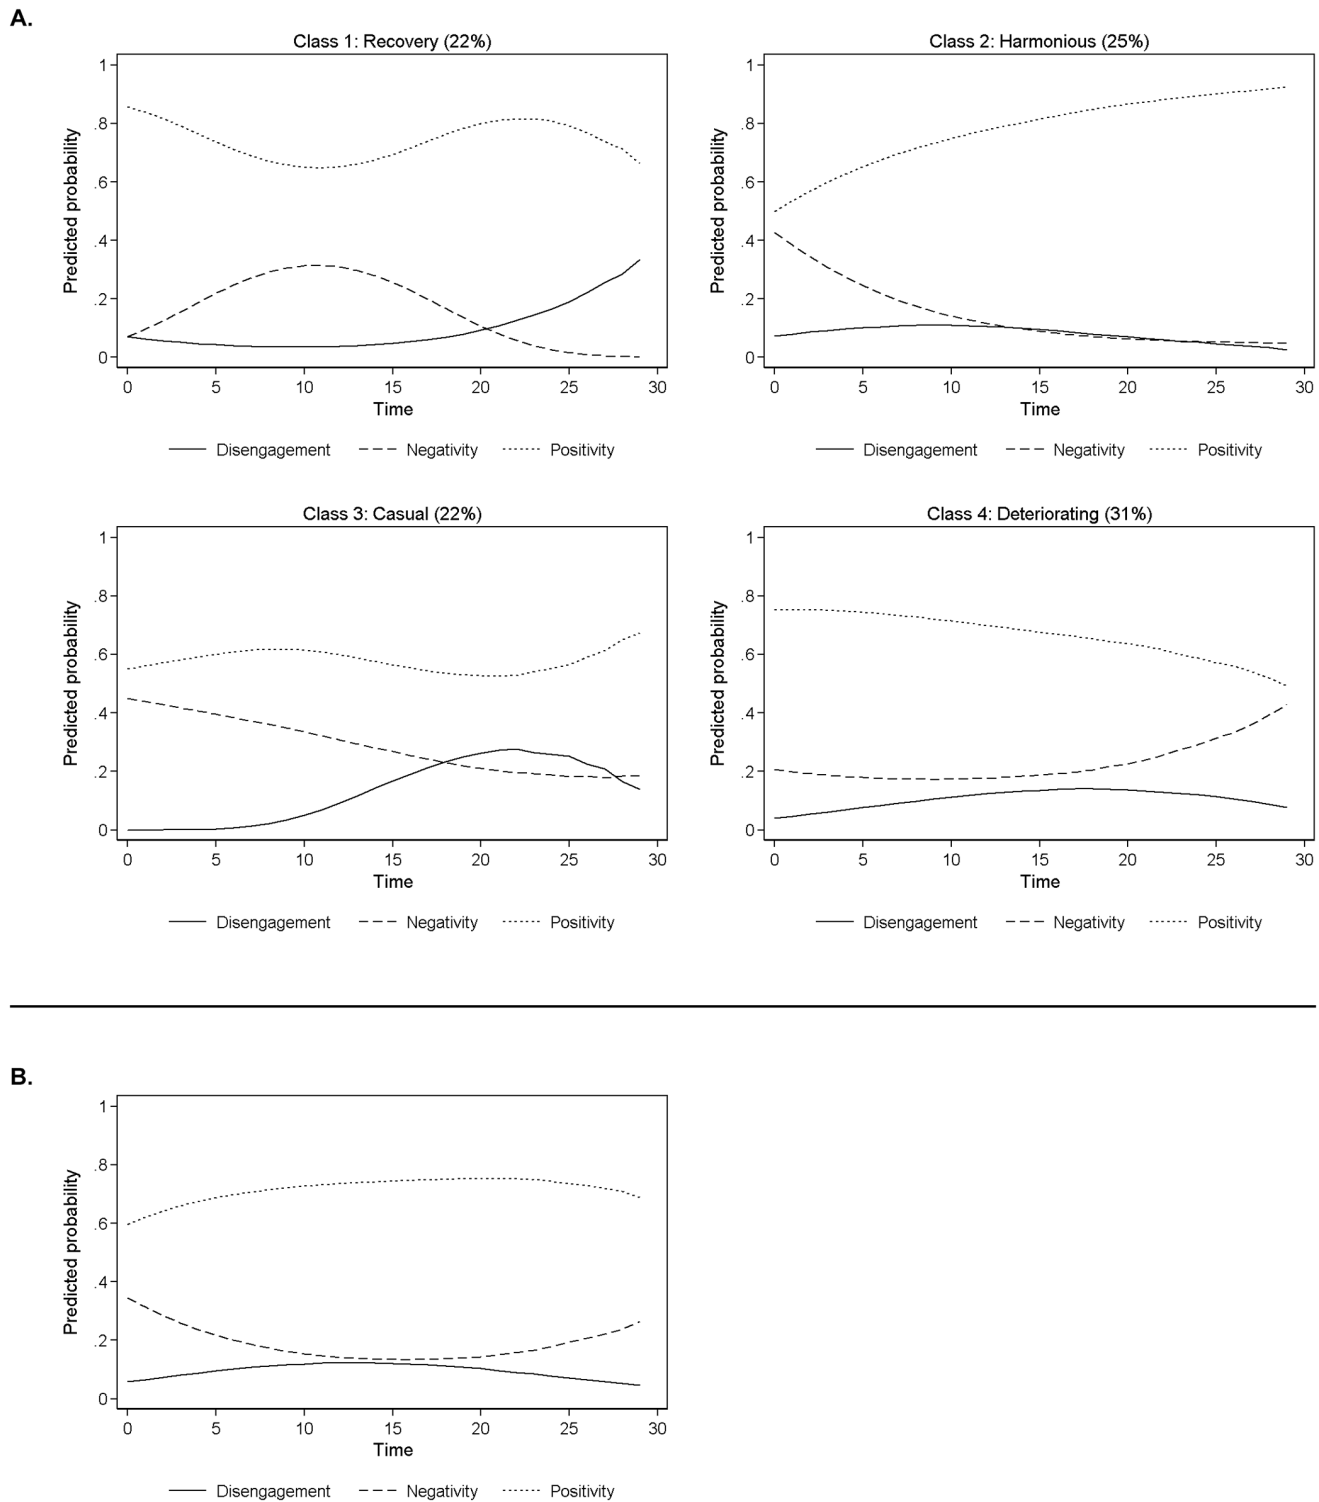 A.
Class 1: Recovery (22%)
Predicted probability
1
.8
.6
.4
.2
0
0 5 10 15 20 25 30
Time
Disengagement Negativity Positivity
Class 2: Harmonious (25%)
Predicted probability
1
.8
.6
.4
.2
0
0 5 10 15 20 25 30
Time
Disengagement Negativity Positivity
Class 3: Casual (22%)
Predicted probability
1
.8
.6
.4
.2
0
0 5 10 15 20 25 30
Time
Disengagement Negativity Positivity
Class 4: Deteriorating (31%)
Predicted probability
1
.8
.6
.4
.2
0
0 5 10 15 20 25 30
Time
Disengagement Negativity Positivity
B.
Predicted probability
1
.8
.6
.4
.2
0
0 5 10 15 20 25 30
Time
Disengagement Negativity Positivity